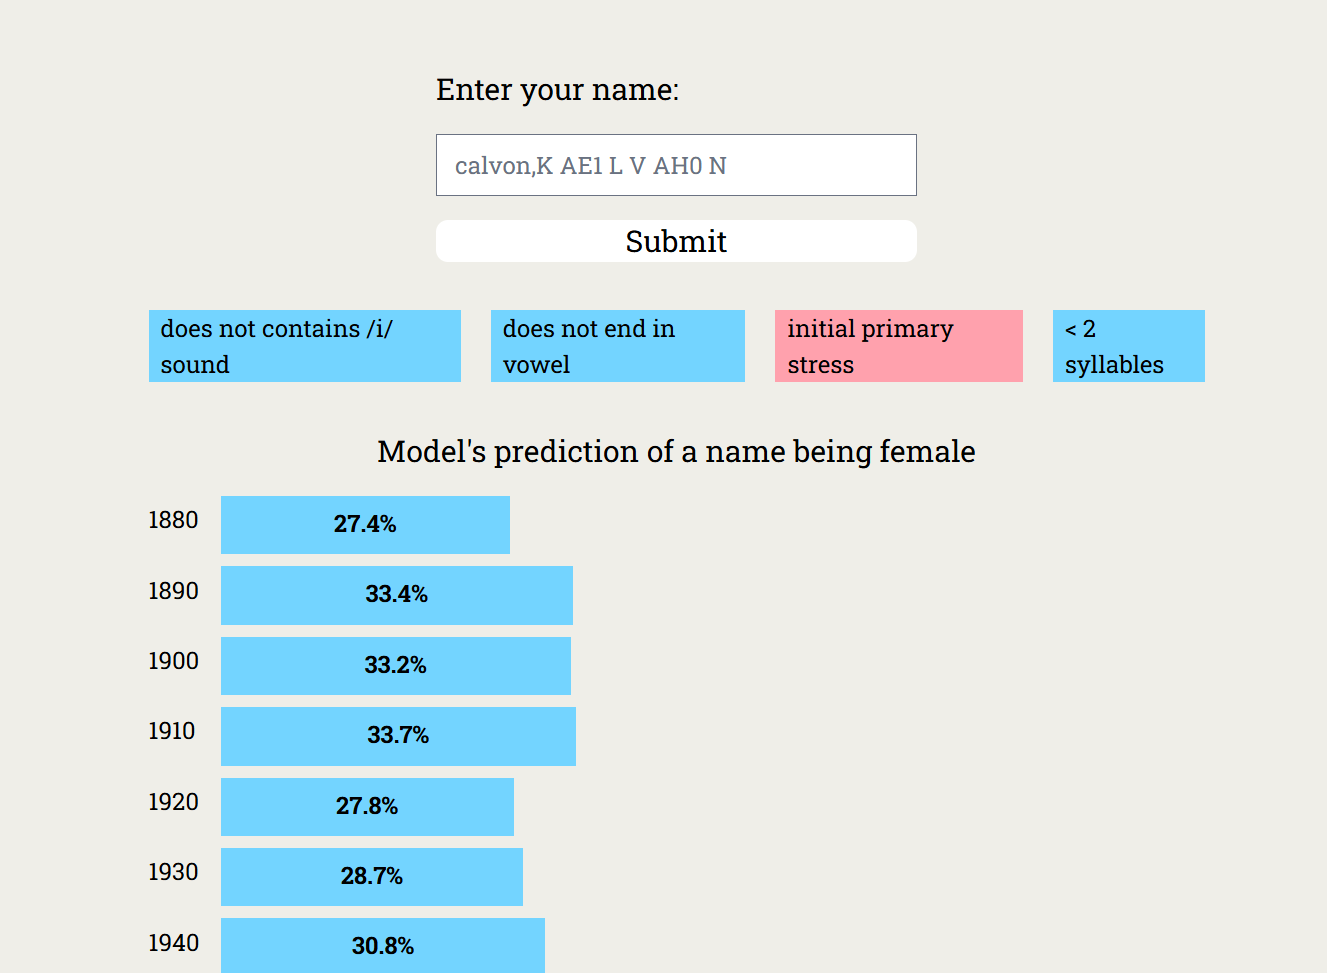 Enter your name:
calvon,K AE1 L V AH0 N
Submit
does not contains /i/
sound
does not end in
vowel
initial primary
stress
< 2
syllables
Model's prediction of a name being female
1880 27.4%
1890 33.4%
1900 33.2%
1910 33.7%
1920 27.8%
1930 28.7%
1940 30.8%